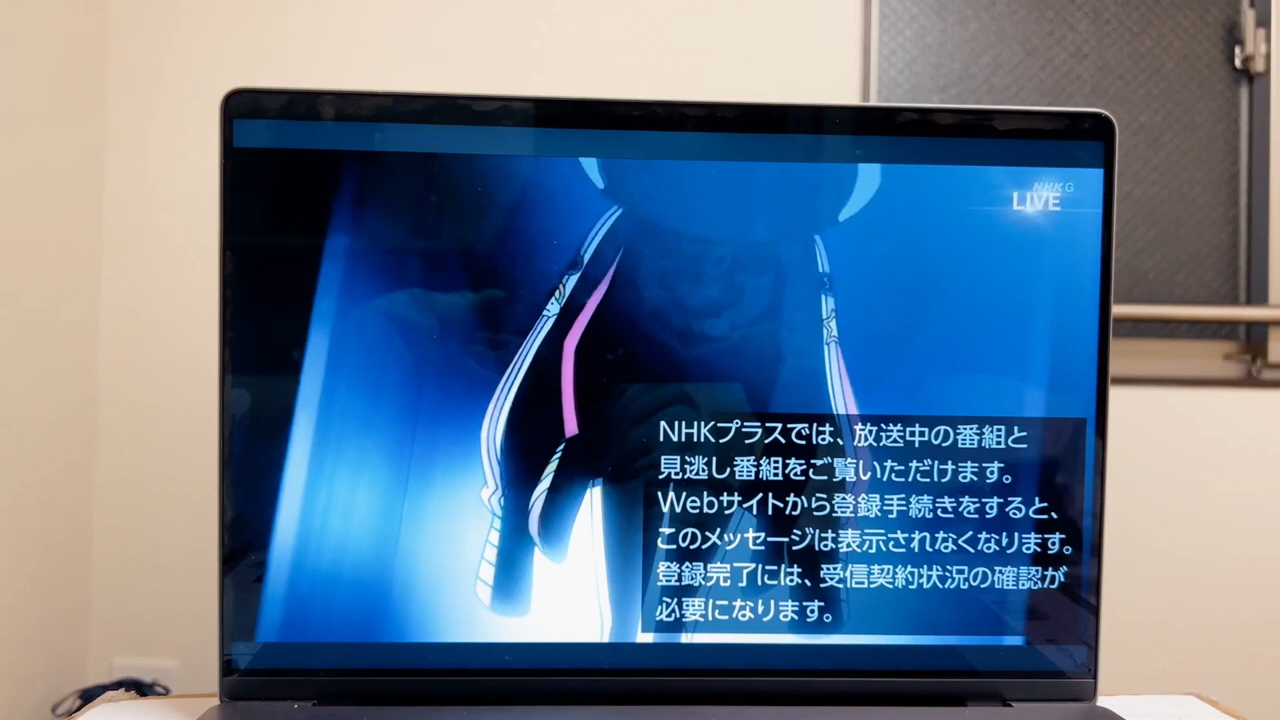 NHK G
LIVE
NHKプラスでは、放送中の番組と
見逃し番組をご覧いただけます。
Webサイトから登録手続きをすると、
このメッセージは表示されなくなります。
登録完了には、受信契約状況の確認が
必要になります。